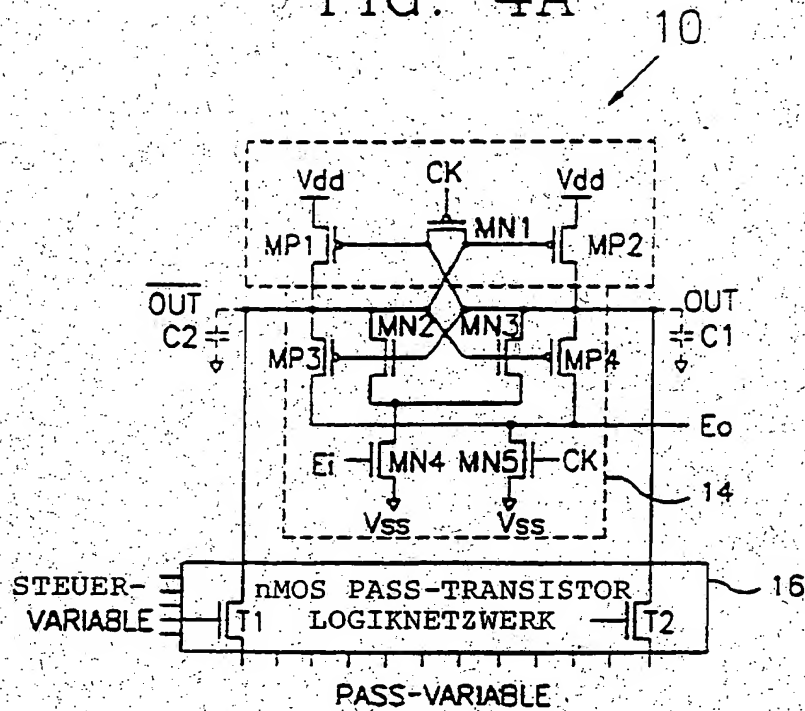 FIG. 4A
10
Vdd CK Vdd
MP1 MN1 MP2
OUT OUT
C2 MN2 MN3 C1
MP3 MP4
Eo
Ei MN4 MN5 CK
14
Vss Vss
STEUER- nMOS PASS-TRANSISTOR 16
VARIABLE T1 LOGIKNETZWERK T2
PASS-VARIABLE